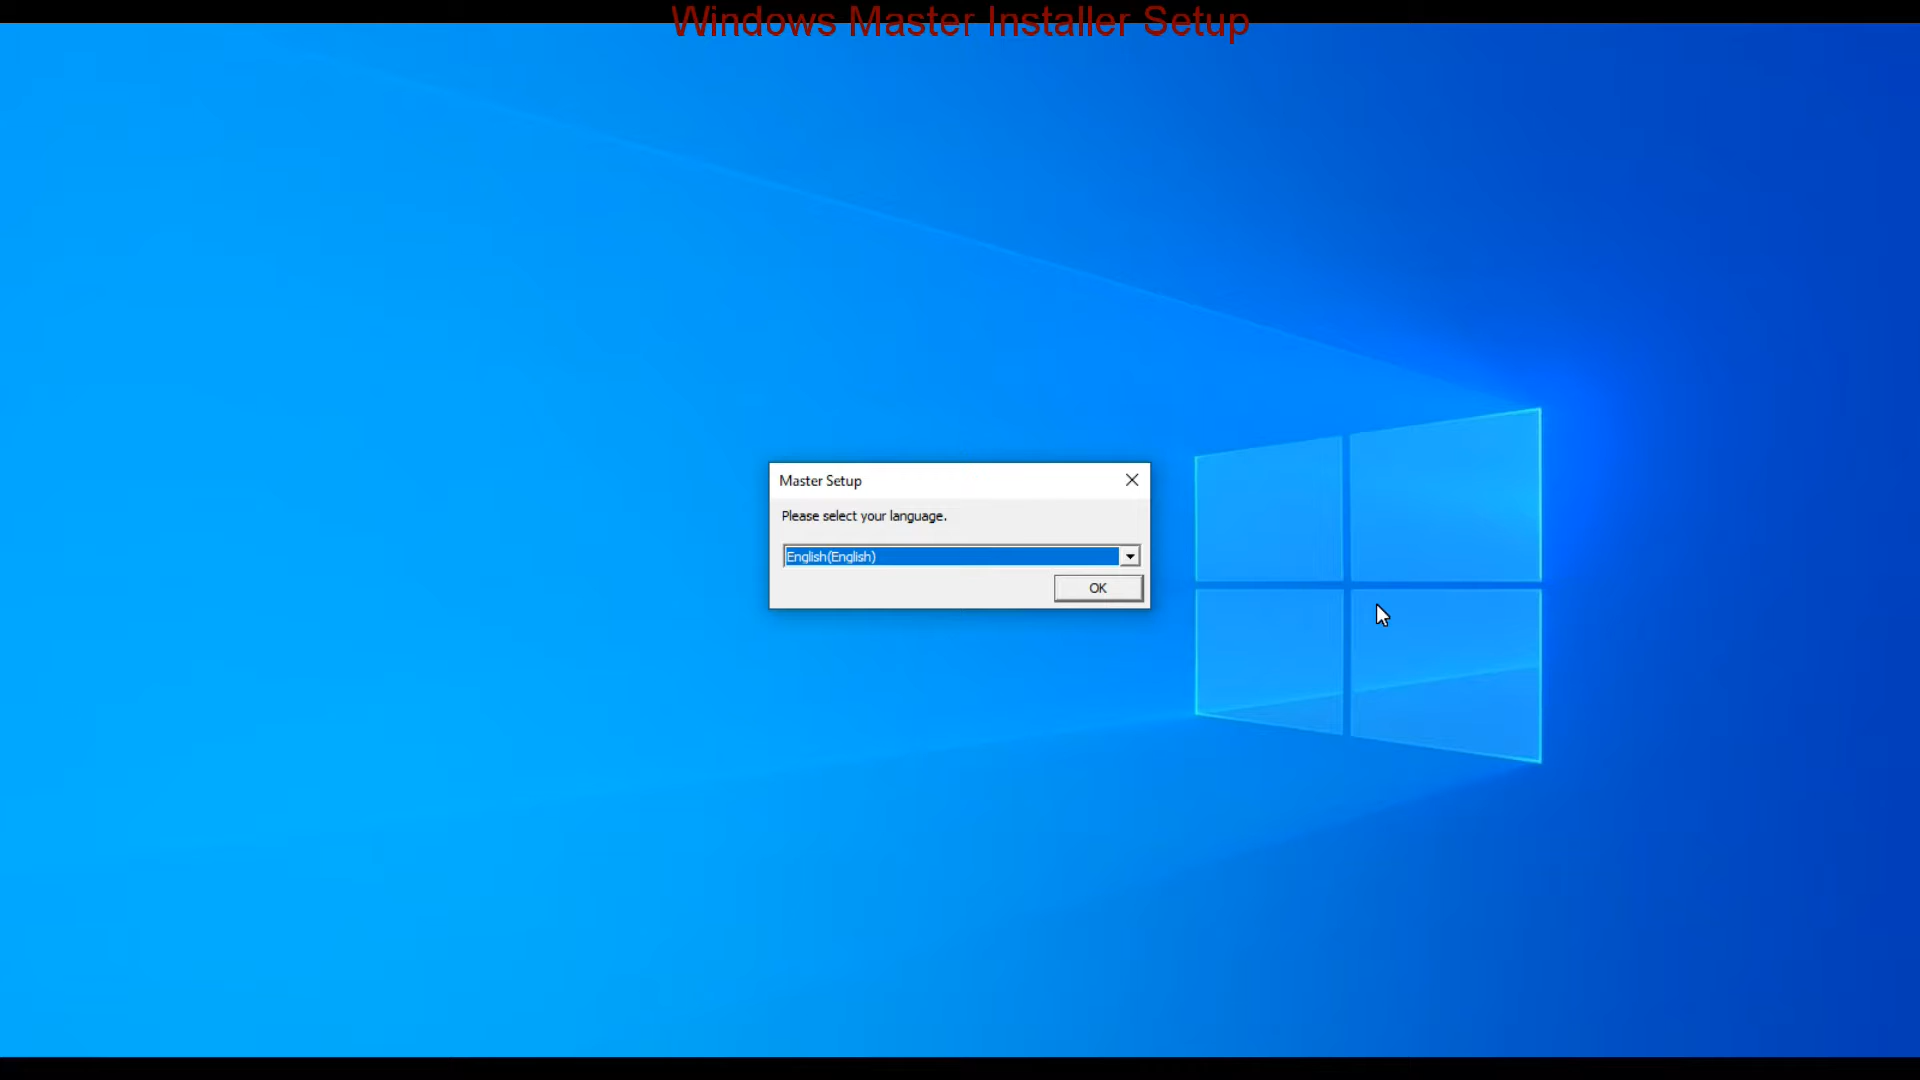 Windows Master Installer Setup
Master Setup
Please select your language.
English(English)
OK